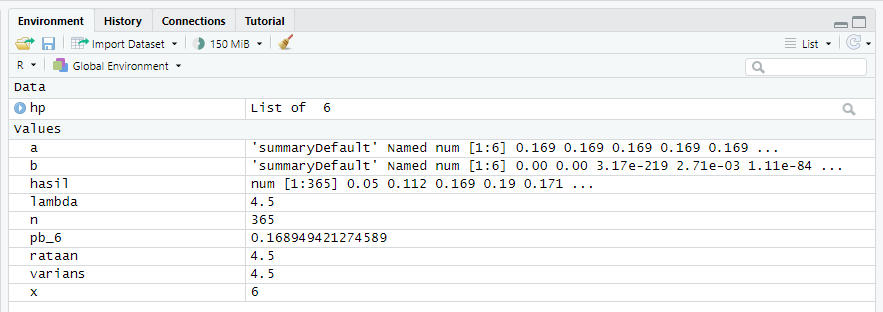 Environment History Connections Tutorial
Import Dataset 150 MiB List
R Global Environment
Data
hp List of 6
Values
a 'summaryDefault' Named num [1:6] 0.169 0.169 0.169 0.169 0.169 ...
b 'summaryDefault' Named num [1:6] 0.00 0.00 3.17e-219 2.71e-03 1.11e-84 ...
hasil num [1:365] 0.05 0.112 0.169 0.19 0.171 ...
lambda 4.5
n 365
pb_6 0.168949421274589
rataan 4.5
varians 4.5
x 6